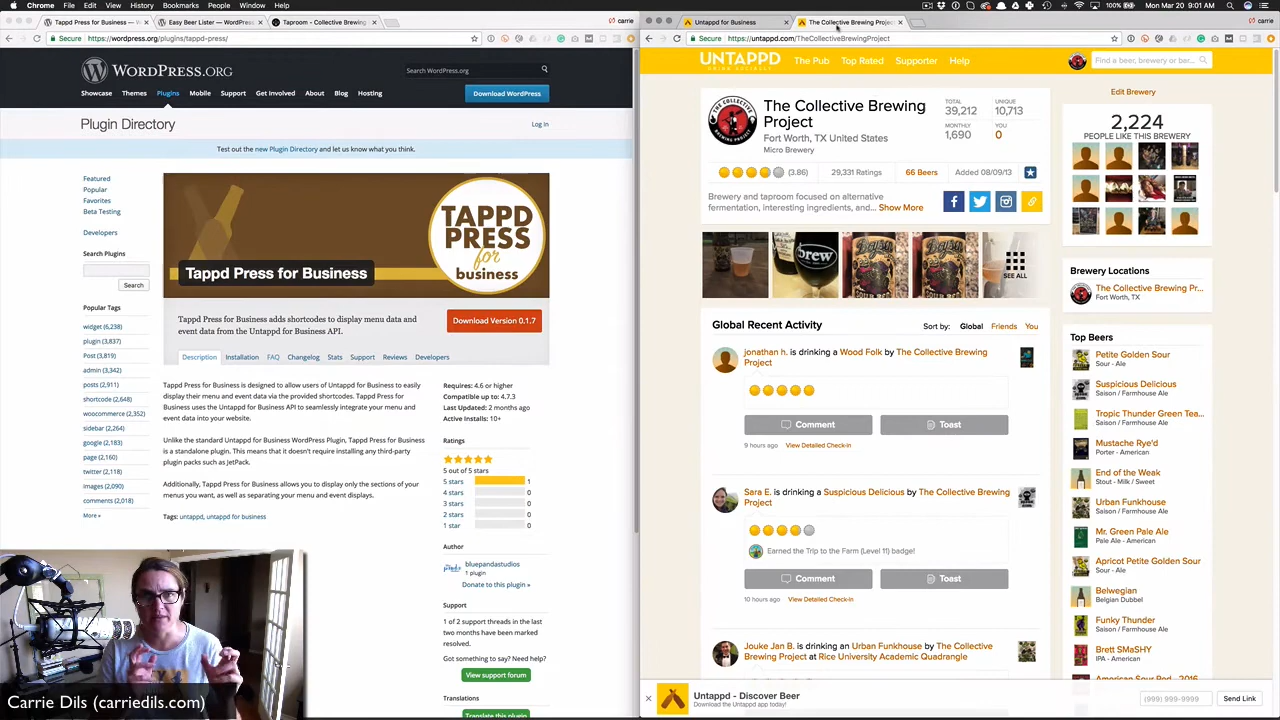 Chrome File Edit View History Bookmarks People Window Help
100% Mon Mar 20 9:01 AM
Tappd Press for Business —
Easy Beer Lister — WordPress
Taproom - Collective Brewing
carrie
Secure https://wordpress.org/plugins/tappd-press/
WORDPRESS.ORG
Search WordPress.org
Showcase Themes Plugins Mobile Support Get Involved About Blog Hosting
Download WordPress
Plugin Directory
Log in
Test out the new Plugin Directory and let us know what you think.
Featured
Popular
Favorites
Beta Testing
Developers
Search Plugins
Search
Popular Tags
widget (6,238)
plugin (3,837)
Post (3,819)
admin (3,342)
posts (2,911)
shortcode (2,648)
woocommerce (2,352)
sidebar (2,264)
google (2,183)
page (2,160)
twitter (2,118)
images (2,090)
comments (2,018)
More »
TAPPD
PRESS
for
business
Tappd Press for Business
Tappd Press for Business adds shortcodes to display menu data and
event data from the Untappd for Business API.
Download Version 0.1.7
Description Installation FAQ Changelog Stats Support Reviews Developers
Tappd Press for Business is designed to allow users of Untappd for Business to easily
display their menu and event data via the provided shortcodes. Tappd Press for
Business uses the Untappd for Business API to seamlessly integrate your menu and
event data into your website.
Unlike the standard Untappd for Business WordPress Plugin, Tappd Press for Business
is a standalone plugin. This means that it doesn't require installing any third-party
plugin packs such as JetPack.
Additionally, Tappd Press for Business allows you to display only the sections of your
menus you want, as well as separating your menu and event displays.
Tags: untappd, untappd for business
Requires: 4.6 or higher
Compatible up to: 4.7.3
Last Updated: 2 months ago
Active Installs: 10+
Ratings
5 out of 5 stars
5 stars 1
4 stars 0
3 stars 0
2 stars 0
1 star 0
Author
bluepandastudios
1 plugin
Donate to this plugin »
Support
1 of 2 support threads in the last
two months have been marked
resolved.
Got something to say? Need help?
View support forum
Translations
Translate this plugin
Carrie Dils (carriedils.com)
Untappd for Business
The Collective Brewing Project
carrie
Secure https://untappd.com/TheCollectiveBrewingProject
UNTAPPD
DRINK SOCIALLY
The Pub Top Rated Supporter Help
Find a beer, brewery or bar...
The Collective Brewing
Project
Fort Worth, TX United States
Micro Brewery
TOTAL
39,212
UNIQUE
10,713
MONTHLY
1,690
YOU
0
(3.86) 29,331 Ratings 66 Beers Added 08/09/13
Brewery and taproom focused on alternative
fermentation, interesting ingredients, and... Show More
brew
SEE ALL
Global Recent Activity
Sort by: Global Friends You
jonathan h. is drinking a Wood Folk by The Collective Brewing
Project
Comment Toast
9 hours ago View Detailed Check-in
Sara E. is drinking a Suspicious Delicious by The Collective Brewing
Project
Earned the Trip to the Farm (Level 11) badge!
Comment Toast
10 hours ago View Detailed Check-in
Jouke Jan B. is drinking an Urban Funkhouse by The Collective
Brewing Project at Rice University Academic Quadrangle
Edit Brewery
2,224
PEOPLE LIKE THIS BREWERY
Brewery Locations
The Collective Brewing Pr...
Fort Worth, TX
Top Beers
Petite Golden Sour
Sour - Ale
Suspicious Delicious
Saison / Farmhouse Ale
Tropic Thunder Green Tea...
Saison / Farmhouse Ale
Mustache Rye'd
Porter - American
End of the Weak
Stout - Milk / Sweet
Urban Funkhouse
Saison / Farmhouse Ale
Mr. Green Pale Ale
Pale Ale - American
Apricot Petite Golden Sour
Sour - Ale
Belwegian
Belgian Dubbel
Funky Thunder
Saison / Farmhouse Ale
Brett SMaSHY
IPA - American
American Sour Red - 2016
Untappd - Discover Beer
Download the Untappd app today!
(999) 999-9999
Send Link